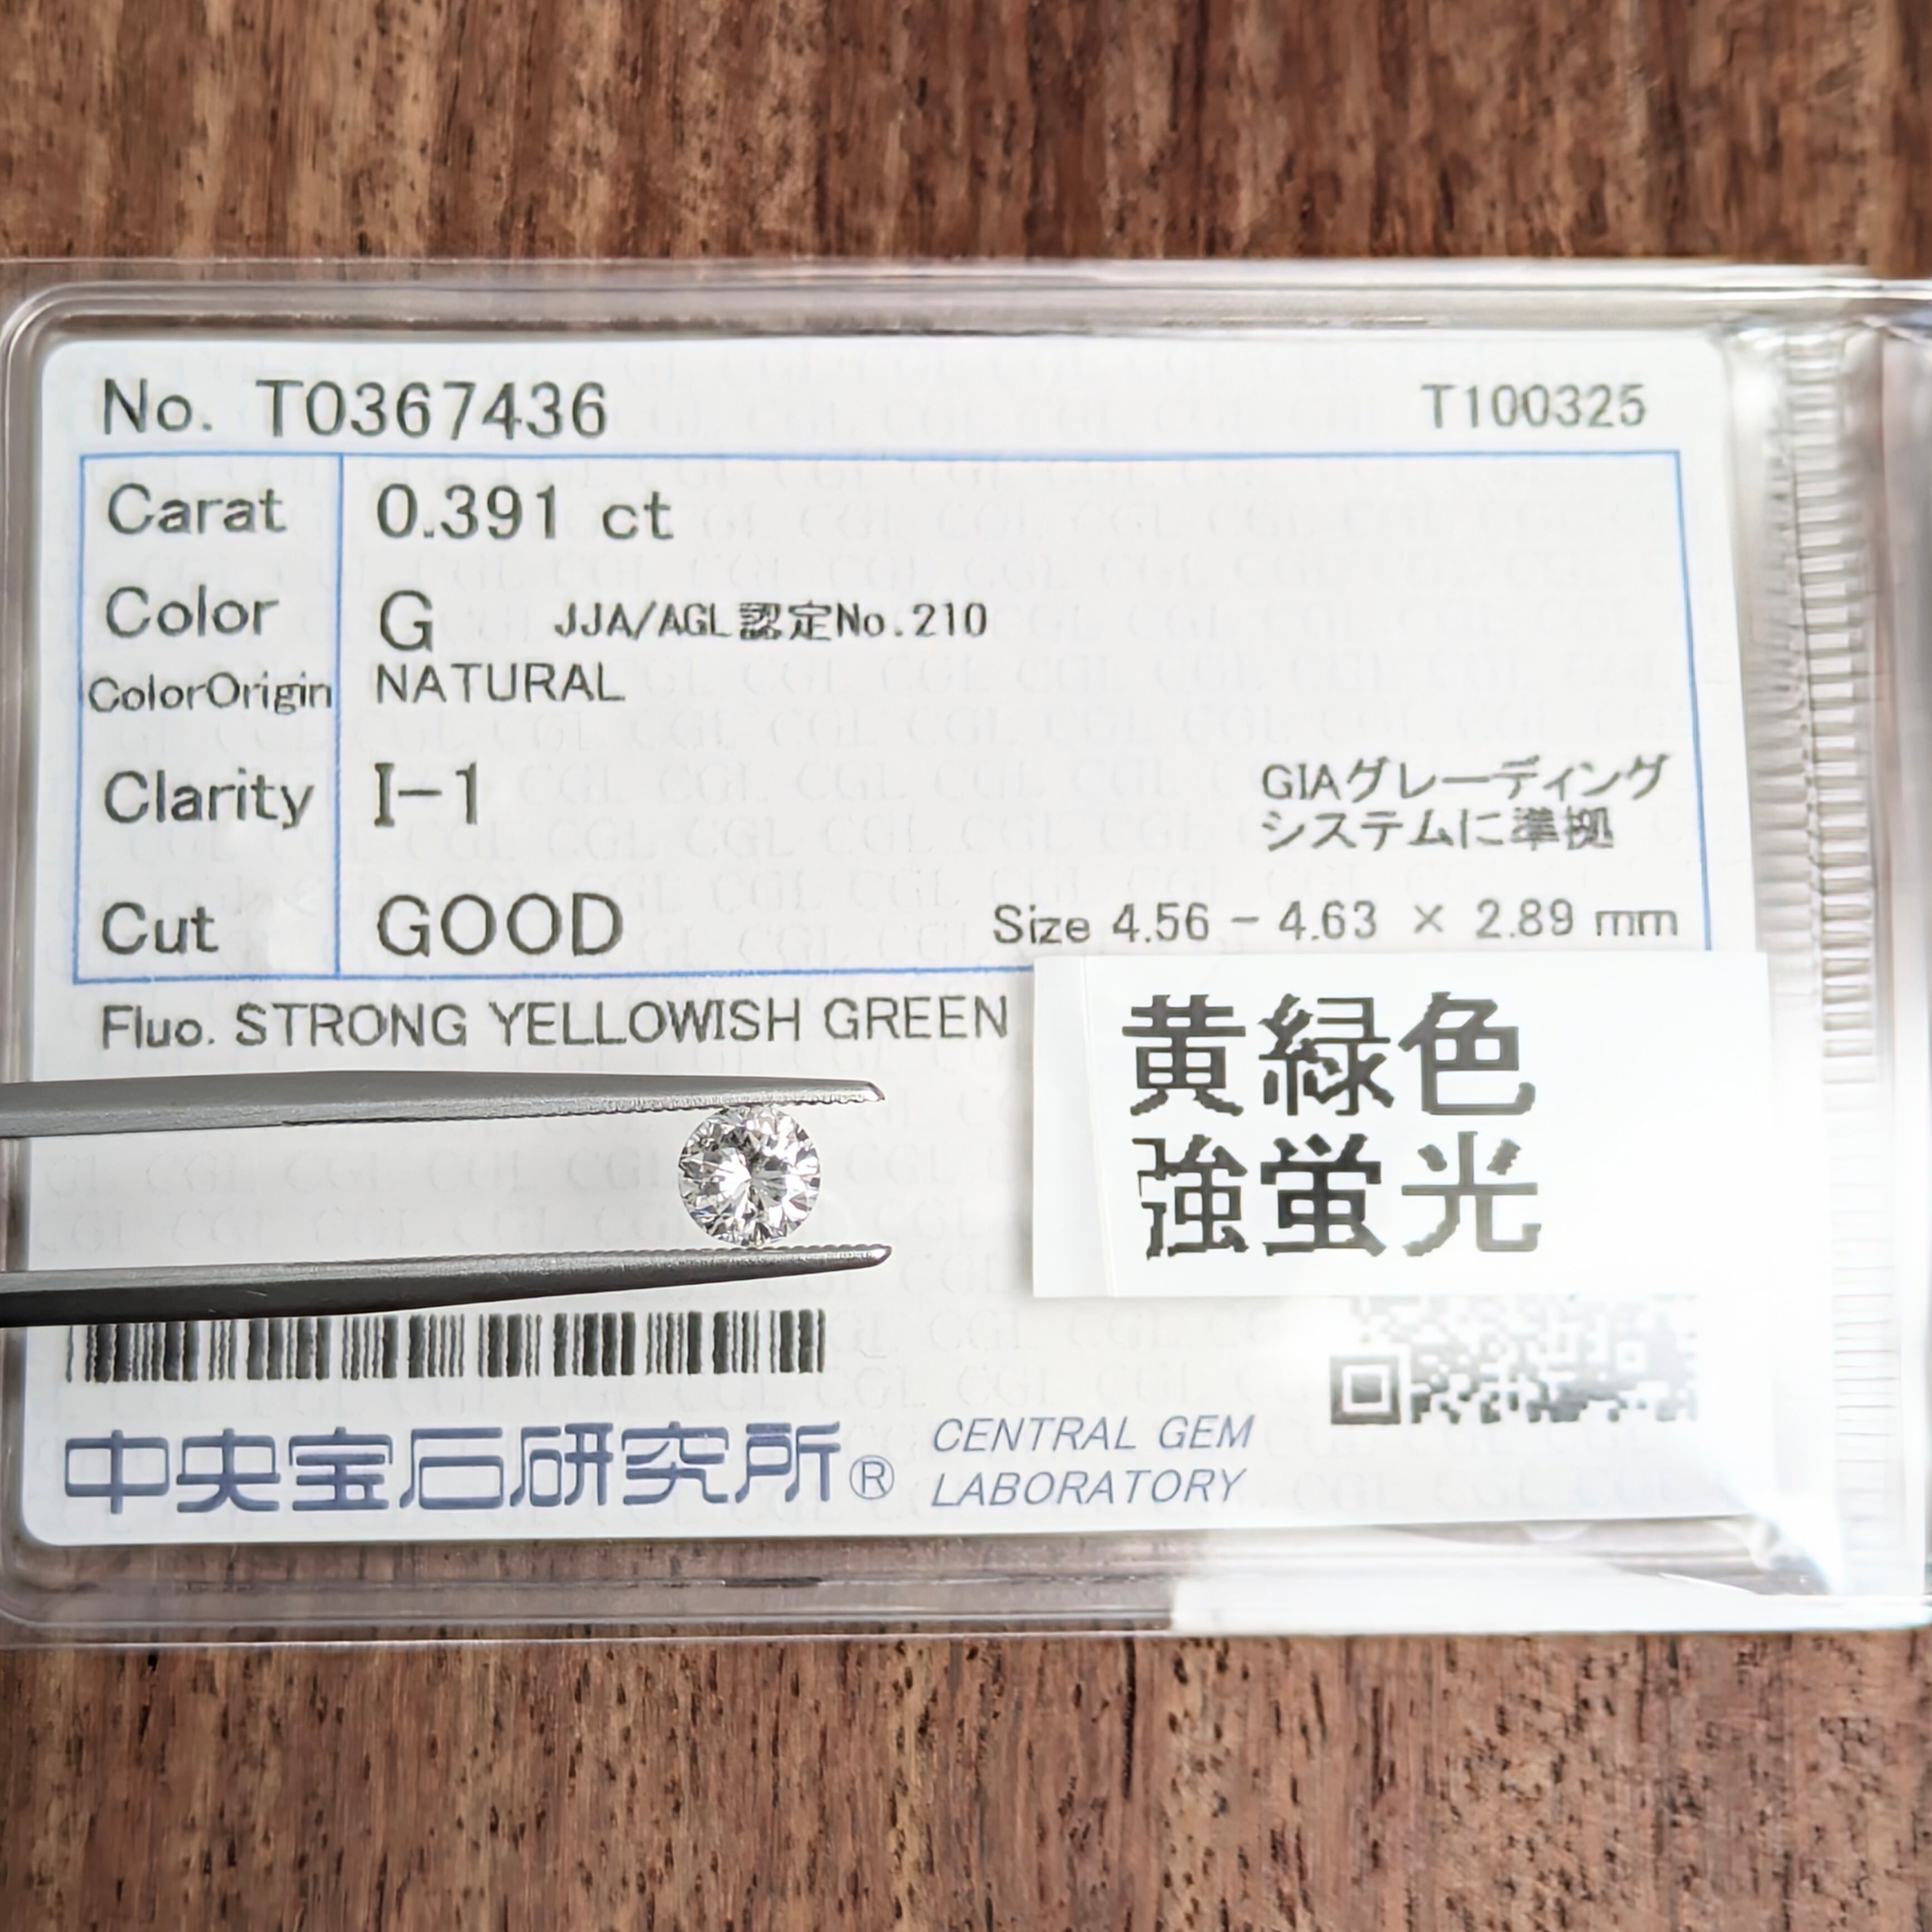 No. T0367436 T100325
Carat 0.391 ct
Color G JJA/AGL認定No.210
ColorOrigin NATURAL
Clarity I-1 GIAグレーディング
システムに準拠
Cut GOOD Size 4.56 - 4.63 × 2.89 mm
Fluo. STRONG YELLOWISH GREEN
黄緑色
強蛍光
中央宝石研究所® CENTRAL GEM
LABORATORY